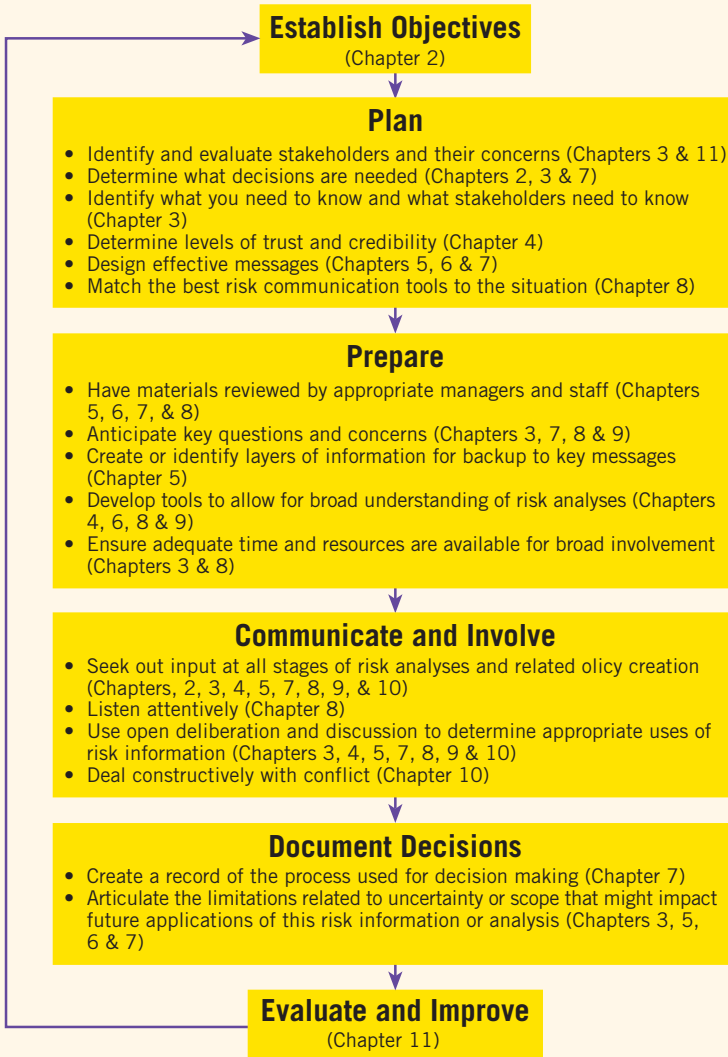 Establish Objectives
(Chapter 2)
Plan
• Identify and evaluate stakeholders and their concerns (Chapters 3 & 11)
• Determine what decisions are needed (Chapters 2, 3 & 7)
• Identify what you need to know and what stakeholders need to know
(Chapter 3)
• Determine levels of trust and credibility (Chapter 4)
• Design effective messages (Chapters 5, 6 & 7)
• Match the best risk communication tools to the situation (Chapter 8)
Prepare
• Have materials reviewed by appropriate managers and staff (Chapters
5, 6, 7, & 8)
• Anticipate key questions and concerns (Chapters 3, 7, 8 & 9)
• Create or identify layers of information for backup to key messages
(Chapter 5)
• Develop tools to allow for broad understanding of risk analyses (Chapters
4, 6, 8 & 9)
• Ensure adequate time and resources are available for broad involvement
(Chapters 3 & 8)
Communicate and Involve
• Seek out input at all stages of risk analyses and related olicy creation
(Chapters, 2, 3, 4, 5, 7, 8, 9, & 10)
• Listen attentively (Chapter 8)
• Use open deliberation and discussion to determine appropriate uses of
risk information (Chapters 3, 4, 5, 7, 8, 9 & 10)
• Deal constructively with conflict (Chapter 10)
Document Decisions
• Create a record of the process used for decision making (Chapter 7)
• Articulate the limitations related to uncertainty or scope that might impact
future applications of this risk information or analysis (Chapters 3, 5,
6 & 7)
Evaluate and Improve
(Chapter 11)